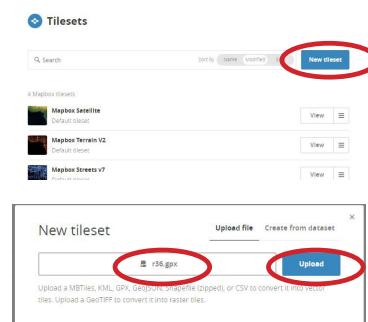 Tilesets
Search
Sort by Name Modified
New tileset
4 Mapbox tilesets
Mapbox Satellite
Default tileset
View
Mapbox Terrain V2
Default tileset
View
Mapbox Streets v7
Default tileset
View
New tileset
Upload file Create from dataset
r36.gpx
Upload
Upload a MBTiles, KML, GPX, GeoJSON, Shapefile (zipped), or CSV to convert it into vector
tiles. Upload a GeoTIFF to convert it into raster tiles.